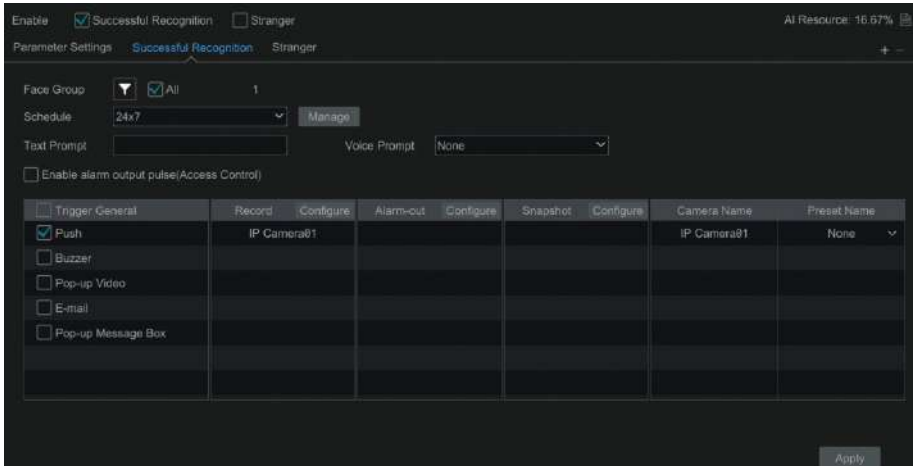 Enable Successful Recognition Stranger AI Resource: 16.67%
Parameter Settings Successful Recognition Stranger + −
Face Group All 1
Schedule 24x7 Manage
Text Prompt Voice Prompt None
Enable alarm output pulse(Access Control)
Trigger General Record Configure Alarm-out Configure Snapshot Configure Camera Name Preset Name
Push IP Camera01 IP Camera01 None
Buzzer
Pop-up Video
E-mail
Pop-up Message Box
Apply